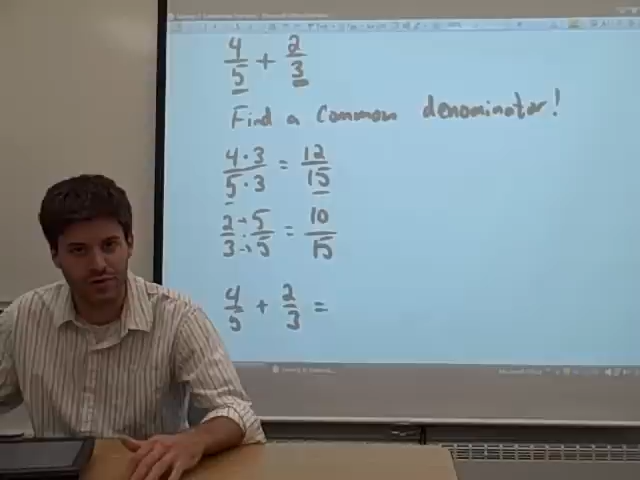 4/5 + 2/3
Find a common denominator!
4·3/5·3 = 12/15
2·5/3·5 = 10/15
4/5 + 2/3 =